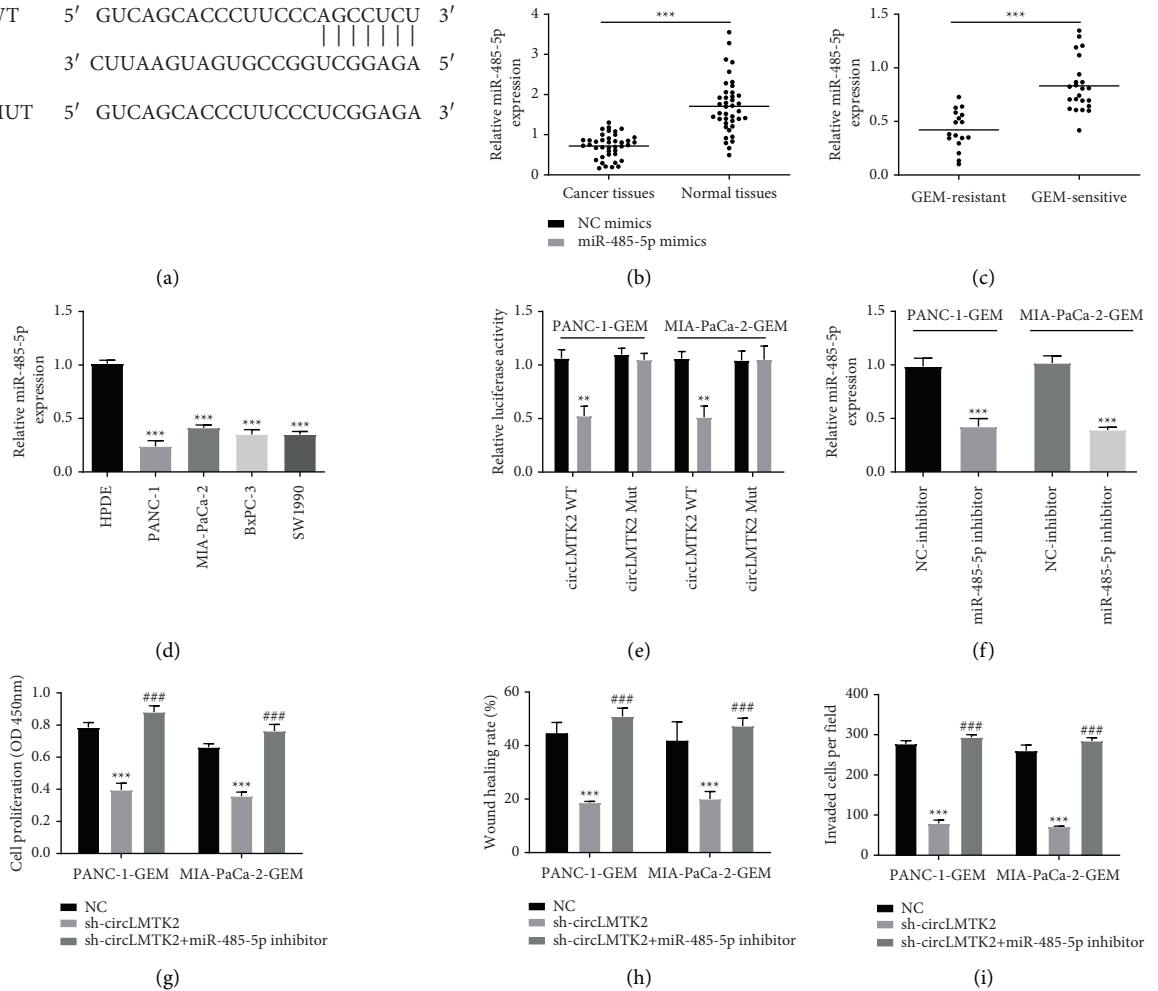 WT 5′ GUCAGCACCCUUCCCAGCCUCU 3′
3′ CUUAAGUAGUGCCGGUCGGAGA 5′
MUT 5′ GUCAGCACCCUUCCCUCGGAGA 3′
(a)
Relative miR-485-5p
expression
4
3
2
1
0
***
Cancer tissues Normal tissues
NC mimics
miR-485-5p mimics
(b)
Relative miR-485-5p
expression
1.5
1.0
0.5
0.0
***
GEM-resistant GEM-sensitive
(c)
Relative miR-485-5p
expression
1.5
1.0
0.5
0.0
*** *** *** ***
HPDE
PANC-1
MIA-PaCa-2
BxPC-3
SW1990
(d)
Relative luciferase activity
1.5
1.0
0.5
0.0
PANC-1-GEM MIA-PaCa-2-GEM
** **
circLMTK2 WT
circLMTK2 Mut
circLMTK2 WT
circLMTK2 Mut
(e)
Relative miR-485-5p
expression
1.5
1.0
0.5
0.0
PANC-1-GEM MIA-PaCa-2-GEM
*** ***
NC-inhibitor
miR-485-5p inhibitor
NC-inhibitor
miR-485-5p inhibitor
(f)
Cell proliferation (OD 450nm)
1.0
0.8
0.6
0.4
0.2
0.0
*** ### *** ###
PANC-1-GEM MIA-PaCa-2-GEM
NC
sh-circLMTK2
sh-circLMTK2+miR-485-5p inhibitor
(g)
Wound healing rate (%)
60
40
20
0
*** ### *** ###
PANC-1-GEM MIA-PaCa-2-GEM
NC
sh-circLMTK2
sh-circLMTK2+miR-485-5p inhibitor
(h)
Invaded cells per field
400
300
200
100
0
*** ### *** ###
PANC-1-GEM MIA-PaCa-2-GEM
NC
sh-circLMTK2
sh-circLMTK2+miR-485-5p inhibitor
(i)